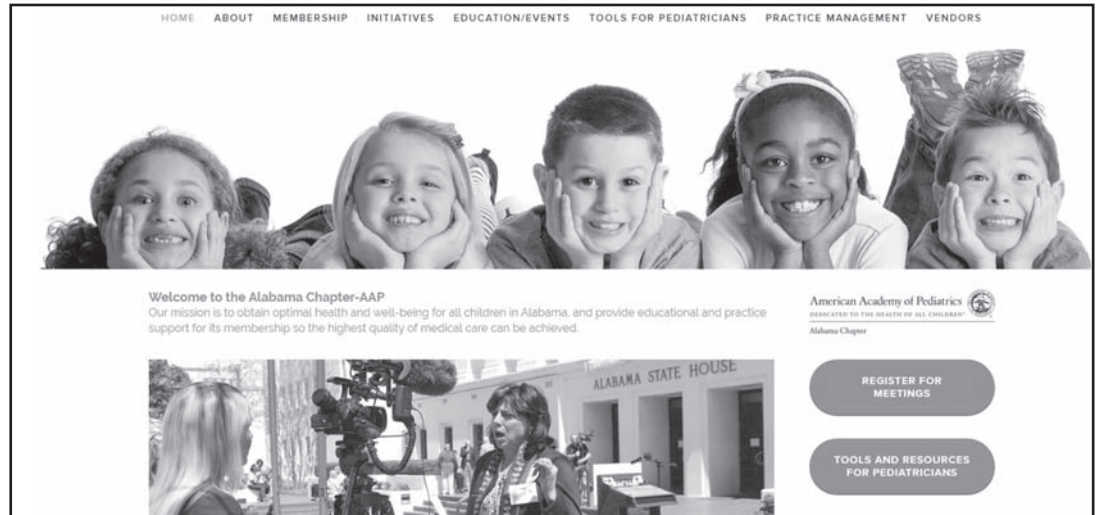 HOME ABOUT MEMBERSHIP INITIATIVES EDUCATION/EVENTS TOOLS FOR PEDIATRICIANS PRACTICE MANAGEMENT VENDORS
Welcome to the Alabama Chapter-AAP
Our mission is to obtain optimal health and well-being for all children in Alabama, and provide educational and practice
support for its membership so the highest quality of medical care can be achieved.
American Academy of Pediatrics
DEDICATED TO THE HEALTH OF ALL CHILDREN®
Alabama Chapter
ALABAMA STATE HOUSE
REGISTER FOR
MEETINGS
TOOLS AND RESOURCES
FOR PEDIATRICIANS